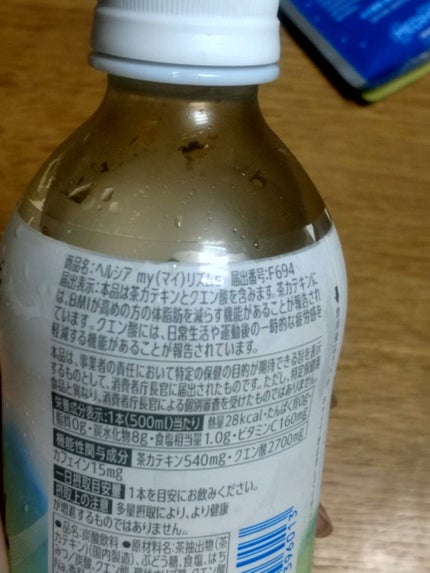 商品名:ヘルシア my(マイ)リズム 届出番号:F694
届出表示:本品は茶カテキンとクエン酸を含みます。茶カテキンに
は、BMIが高めの方の体脂肪を減らす機能があることが報告され
ています。クエン酸には、日常生活や運動後の一時的な疲労感を
軽減する機能があることが報告されています。
本品は、事業者の責任において特定の保健の目的が期待できる旨を表示
するものとして、消費者庁長官に届出されたものです。ただし、特定保健用
食品と異なり、消費者庁長官による個別審査を受けたものではありません。
栄養成分表示:1本(500ml)当たり 熱量28kcal・たんぱく質0g・
脂質0g・炭水化物8g・食塩相当量1.0g・ビタミンC160mg
機能性関与成分 茶カテキン540mg・クエン酸2700mg
カフェイン15mg
一日摂取目安量 1本を目安にお飲みください。
摂取上の注意 多量摂取により、より健康
が増進するものではありません。
●名称:炭酸飲料 ●原材料名:茶抽出物(茶
カテキン)(国内製造)、ぶどう糖、食塩、はち
みつ/炭酸、クエン酸